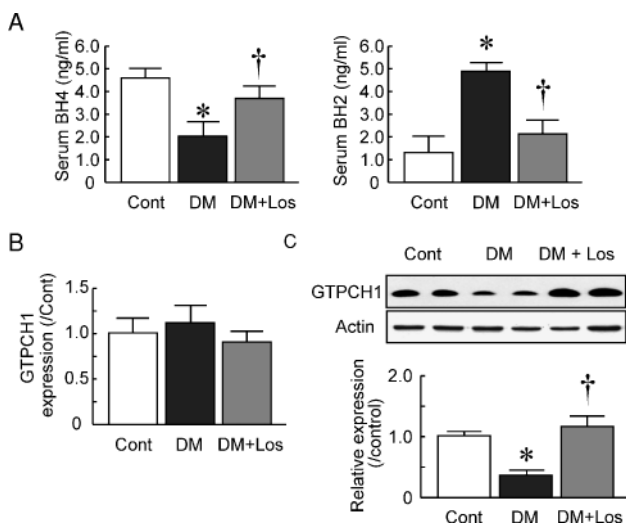 A
Serum BH4 (ng/ml)
6.0
5.0
4.0
3.0
2.0
1.0
0
*
†
Cont DM DM+Los
Serum BH2 (ng/ml)
6.0
5.0
4.0
3.0
2.0
1.0
0
*
†
Cont DM DM+Los
B
GTPCH1
expression (/Cont)
1.5
1.0
0.5
0
Cont DM DM+Los
C
Cont DM DM + Los
GTPCH1
Actin
Relative expression
(/control)
2.0
1.0
0
*
†
Cont DM DM+Los